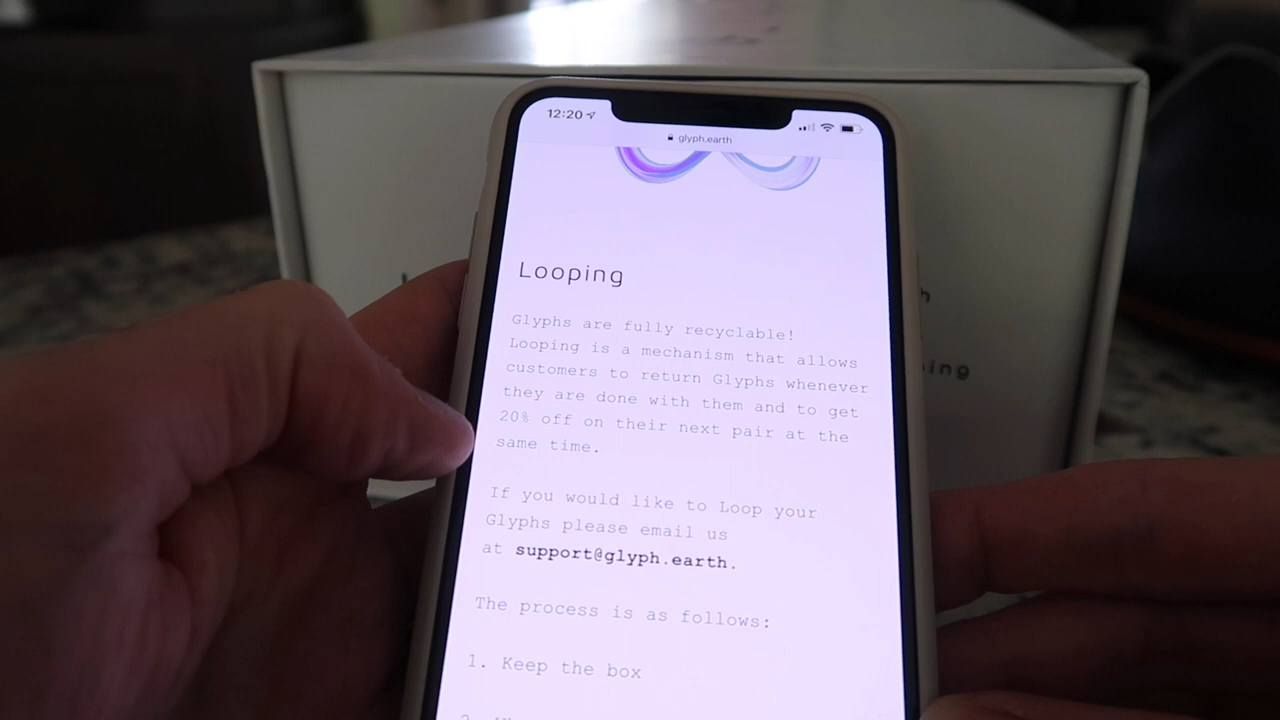 12:20
glyph.earth
Looping
Glyphs are fully recyclable!
Looping is a mechanism that allows
customers to return Glyphs whenever
they are done with them and to get
20% off on their next pair at the
same time.
If you would like to Loop your
Glyphs please email us
at support@glyph.earth.
The process is as follows:
1. Keep the box